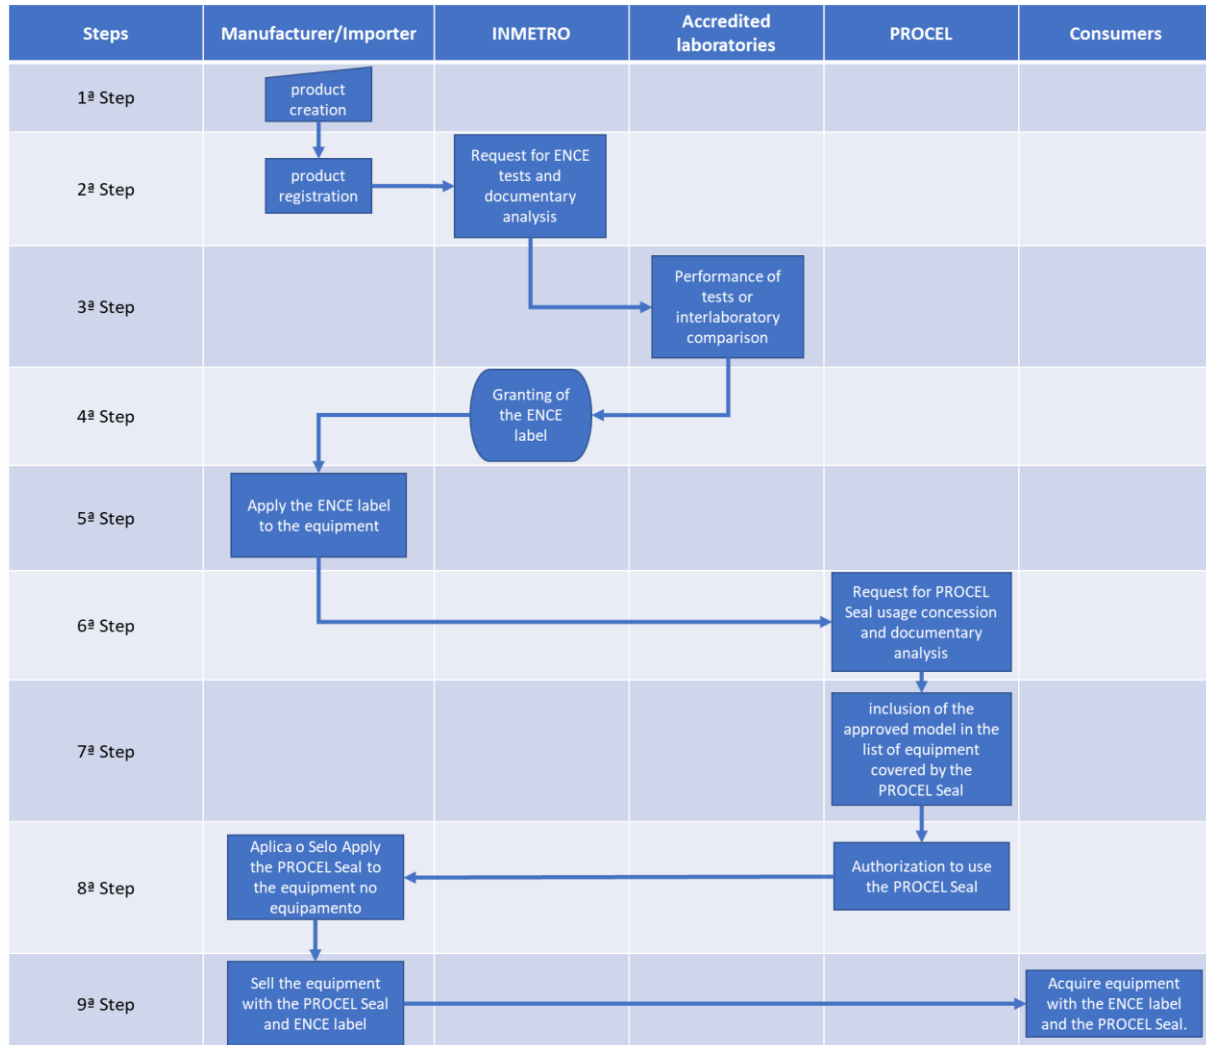 Steps
Manufacturer/Importer
INMETRO
Accredited
laboratories
PROCEL
Consumers
1ª Step
product
creation
2ª Step
product
registration
Request for ENCE
tests and
documentary
analysis
3ª Step
Performance of
tests or
interlaboratory
comparison
4ª Step
Granting of
the ENCE
label
5ª Step
Apply the ENCE label
to the equipment
6ª Step
Request for PROCEL
Seal usage concession
and documentary
analysis
7ª Step
inclusion of the
approved model in the
list of equipment
covered by the
PROCEL Seal
8ª Step
Aplica o Selo Apply
the PROCEL Seal to
the equipment no
equipamento
Authorization to use
the PROCEL Seal
9ª Step
Sell the equipment
with the PROCEL Seal
and ENCE label
Acquire equipment
with the ENCE label
and the PROCEL Seal.